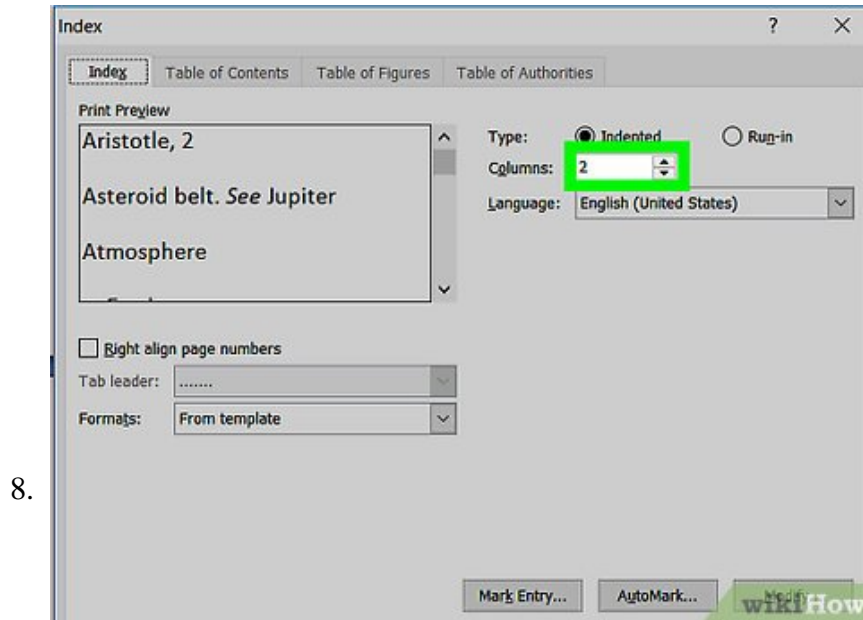 Index ?
Index Table of Contents Table of Figures Table of Authorities
Print Preview
Aristotle, 2
Asteroid belt. See Jupiter
Atmosphere
Type: Indented Run-in
Columns: 2
Language: English (United States)
Right align page numbers
Tab leader: .......
Formats: From template
8.
Mark Entry... AutoMark...
wikiHow